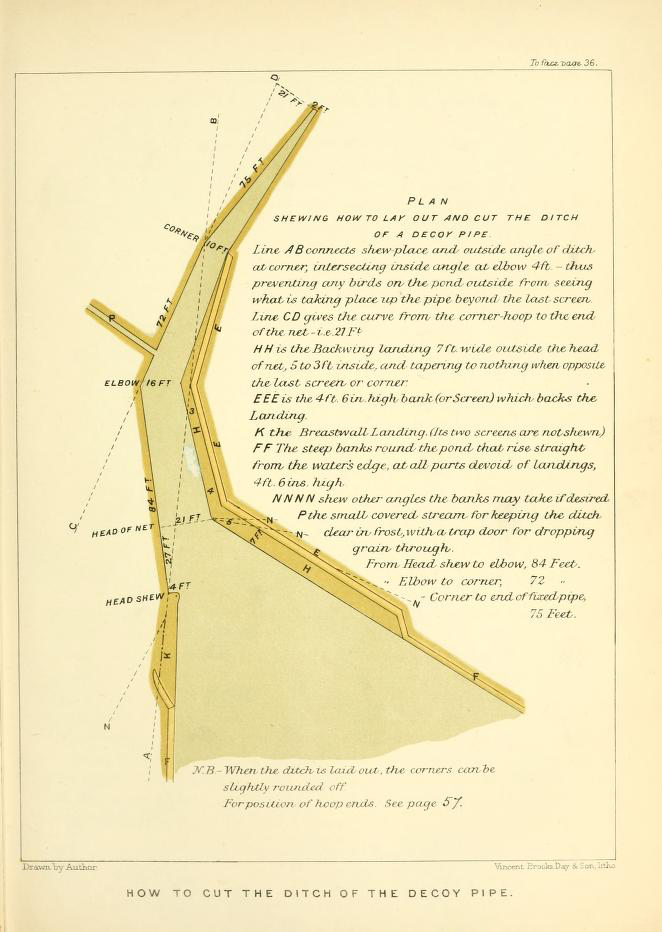 To face page 36.
D
21 FT
2 FT
B
75 FT
CORNER
10 FT
PLAN
SHEWING HOW TO LAY OUT AND CUT THE DITCH
OF A DECOY PIPE.
Line AB connects shew-place and outside angle of ditch
at corner, intersecting inside angle at elbow 4ft. – thus
preventing any birds on the pond outside from seeing
what is taking place up the pipe beyond the last screen.
Line CD gives the curve from the corner-hoop to the end
of the net – i.e. 21 Ft
HH is the Backwing landing 7ft. wide outside the head
of net, 5 to 3ft. inside, and tapering to nothing when opposite
the last screen or corner.
EEE is the 4ft. 6in. high bank (or Screen) which backs the
Landing.
K the Breastwall Landing. (Its two screens are not shewn)
FF The steep banks round the pond that rise straight
from the water's edge, at all parts devoid of landings,
4ft. 6ins. high.
NNNN shew other angles the banks may take if desired
P the small covered stream for keeping the ditch
clear in frost, with a trap door for dropping
grain through.
From Head shew to elbow, 84 Feet.
„ Elbow to corner, 72 „
„ Corner to end of fixed pipe,
75 Feet.
72 FT
P
E
ELBOW
16 FT
3
H
E
4
84 FT
C
HEAD OF NET
21 FT
5
N
N
7 FT
E
H
27 FT
4 FT
HEAD SHEW
N
K
F
N
A
F
N.B. – When the ditch is laid out, the corners can be
slightly rounded off.
For position of hoop ends. See page 57.
Drawn by Author
Vincent Brooks, Day & Son, litho
HOW TO CUT THE DITCH OF THE DECOY PIPE.